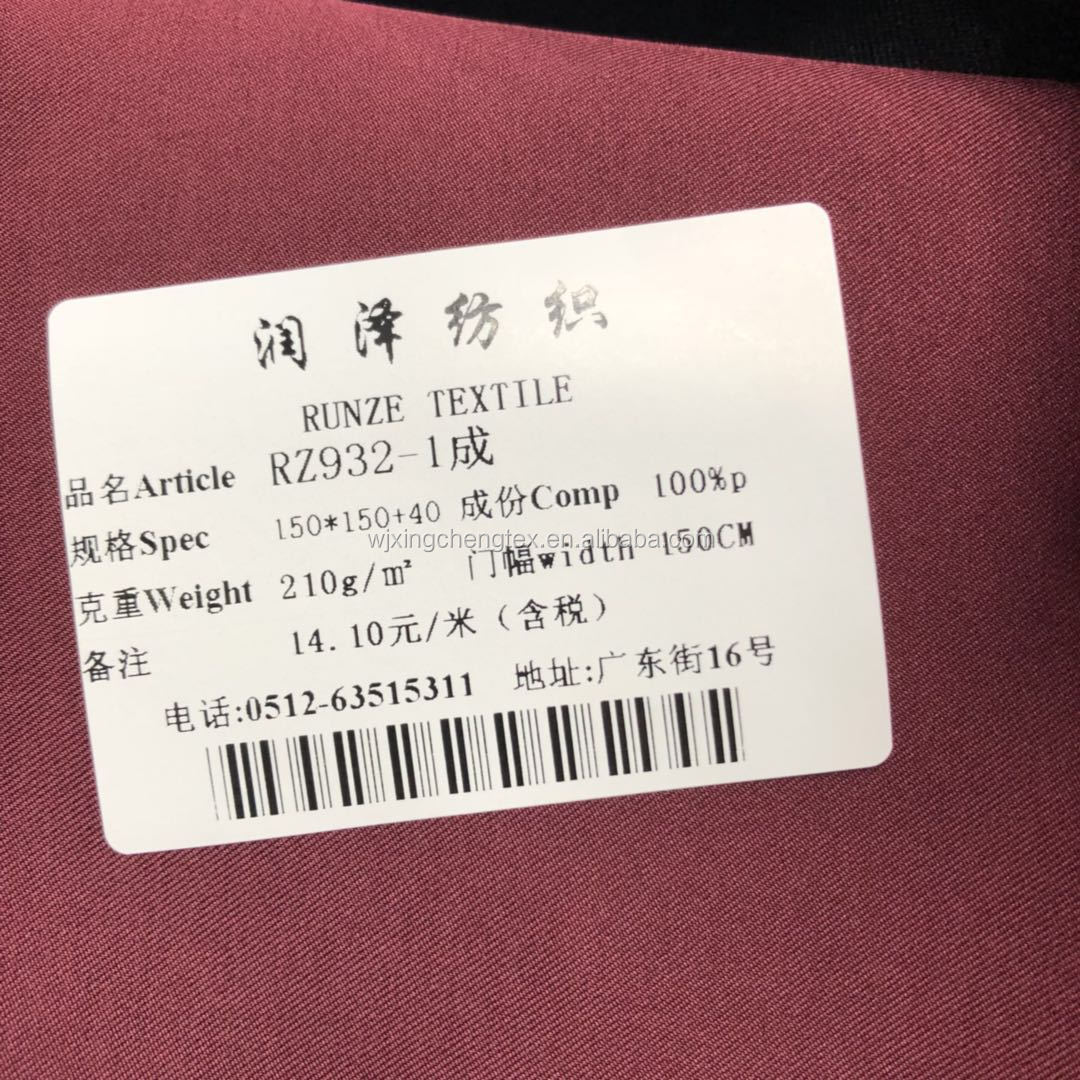 润泽纺织
RUNZE TEXTILE
品名Article RZ932-1成
规格Spec 150*150+40 成份Comp 100%p
wjxingchengtex.en.alibaba.com
克重Weight 210g/㎡ 门幅width 150CM
备注 14.10元/米（含税）
电话:0512-63515311 地址:广东街16号